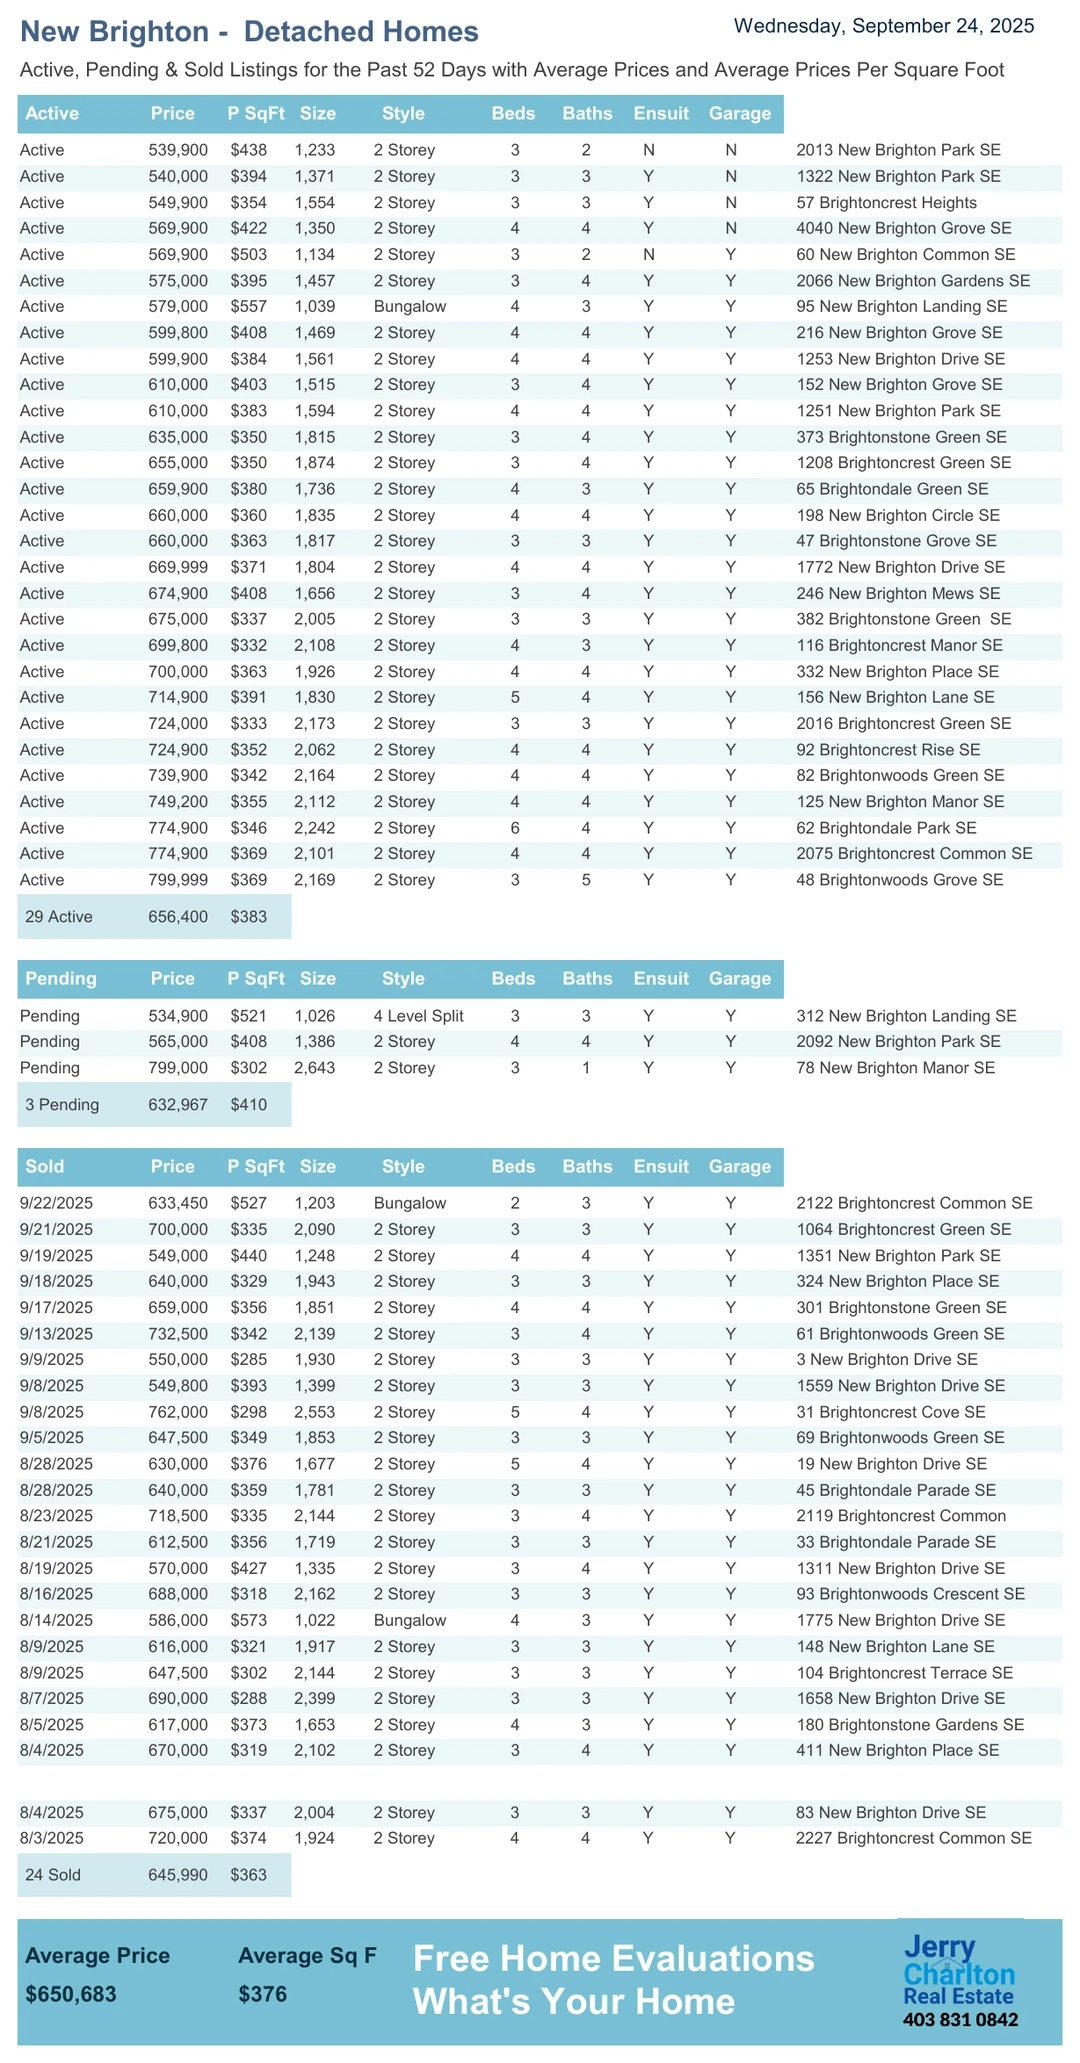 New Brighton - Detached Homes
Wednesday, September 24, 2025
Active, Pending & Sold Listings for the Past 52 Days with Average Prices and Average Prices Per Square Foot
Active Price P SqFt Size Style Beds Baths Ensuit Garage
Active 539,900 $438 1,233 2 Storey 3 2 N N 2013 New Brighton Park SE
Active 540,000 $394 1,371 2 Storey 3 3 Y N 1322 New Brighton Park SE
Active 549,900 $354 1,554 2 Storey 3 3 Y N 57 Brightoncrest Heights
Active 569,900 $422 1,350 2 Storey 4 4 Y N 4040 New Brighton Grove SE
Active 569,900 $503 1,134 2 Storey 3 2 N Y 60 New Brighton Common SE
Active 575,000 $395 1,457 2 Storey 3 4 Y Y 2066 New Brighton Gardens SE
Active 579,000 $557 1,039 Bungalow 4 3 Y Y 95 New Brighton Landing SE
Active 599,800 $408 1,469 2 Storey 4 4 Y Y 216 New Brighton Grove SE
Active 599,900 $384 1,561 2 Storey 4 4 Y Y 1253 New Brighton Drive SE
Active 610,000 $403 1,515 2 Storey 3 4 Y Y 152 New Brighton Grove SE
Active 610,000 $383 1,594 2 Storey 4 4 Y Y 1251 New Brighton Park SE
Active 635,000 $350 1,815 2 Storey 3 4 Y Y 373 Brightonstone Green SE
Active 655,000 $350 1,874 2 Storey 3 4 Y Y 1208 Brightoncrest Green SE
Active 659,900 $380 1,736 2 Storey 4 3 Y Y 65 Brightondale Green SE
Active 660,000 $360 1,835 2 Storey 4 4 Y Y 198 New Brighton Circle SE
Active 660,000 $363 1,817 2 Storey 3 3 Y Y 47 Brightonstone Grove SE
Active 669,999 $371 1,804 2 Storey 4 4 Y Y 1772 New Brighton Drive SE
Active 674,900 $408 1,656 2 Storey 3 4 Y Y 246 New Brighton Mews SE
Active 675,000 $337 2,005 2 Storey 3 3 Y Y 382 Brightonstone Green SE
Active 699,800 $332 2,108 2 Storey 4 3 Y Y 116 Brightoncrest Manor SE
Active 700,000 $363 1,926 2 Storey 4 4 Y Y 332 New Brighton Place SE
Active 714,900 $391 1,830 2 Storey 5 4 Y Y 156 New Brighton Lane SE
Active 724,000 $333 2,173 2 Storey 3 3 Y Y 2016 Brightoncrest Green SE
Active 724,900 $352 2,062 2 Storey 4 4 Y Y 92 Brightoncrest Rise SE
Active 739,900 $342 2,164 2 Storey 4 4 Y Y 82 Brightonwoods Green SE
Active 749,200 $355 2,112 2 Storey 4 4 Y Y 125 New Brighton Manor SE
Active 774,900 $346 2,242 2 Storey 6 4 Y Y 62 Brightondale Park SE
Active 774,900 $369 2,101 2 Storey 4 4 Y Y 2075 Brightoncrest Common SE
Active 799,999 $369 2,169 2 Storey 3 5 Y Y 48 Brightonwoods Grove SE
29 Active 656,400 $383
Pending Price P SqFt Size Style Beds Baths Ensuit Garage
Pending 534,900 $521 1,026 4 Level Split 3 3 Y Y 312 New Brighton Landing SE
Pending 565,000 $408 1,386 2 Storey 4 4 Y Y 2092 New Brighton Park SE
Pending 799,000 $302 2,643 2 Storey 3 1 Y Y 78 New Brighton Manor SE
3 Pending 632,967 $410
Sold Price P SqFt Size Style Beds Baths Ensuit Garage
9/22/2025 633,450 $527 1,203 Bungalow 2 3 Y Y 2122 Brightoncrest Common SE
9/21/2025 700,000 $335 2,090 2 Storey 3 3 Y Y 1064 Brightoncrest Green SE
9/19/2025 549,000 $440 1,248 2 Storey 4 4 Y Y 1351 New Brighton Park SE
9/18/2025 640,000 $329 1,943 2 Storey 3 3 Y Y 324 New Brighton Place SE
9/17/2025 659,000 $356 1,851 2 Storey 4 4 Y Y 301 Brightonstone Green SE
9/13/2025 732,500 $342 2,139 2 Storey 3 4 Y Y 61 Brightonwoods Green SE
9/9/2025 550,000 $285 1,930 2 Storey 3 3 Y Y 3 New Brighton Drive SE
9/8/2025 549,800 $393 1,399 2 Storey 3 3 Y Y 1559 New Brighton Drive SE
9/8/2025 762,000 $298 2,553 2 Storey 5 4 Y Y 31 Brightoncrest Cove SE
9/5/2025 647,500 $349 1,853 2 Storey 3 3 Y Y 69 Brightonwoods Green SE
8/28/2025 630,000 $376 1,677 2 Storey 5 4 Y Y 19 New Brighton Drive SE
8/28/2025 640,000 $359 1,781 2 Storey 3 3 Y Y 45 Brightondale Parade SE
8/23/2025 718,500 $335 2,144 2 Storey 3 4 Y Y 2119 Brightoncrest Common
8/21/2025 612,500 $356 1,719 2 Storey 3 3 Y Y 33 Brightondale Parade SE
8/19/2025 570,000 $427 1,335 2 Storey 3 4 Y Y 1311 New Brighton Drive SE
8/16/2025 688,000 $318 2,162 2 Storey 3 3 Y Y 93 Brightonwoods Crescent SE
8/14/2025 586,000 $573 1,022 Bungalow 4 3 Y Y 1775 New Brighton Drive SE
8/9/2025 616,000 $321 1,917 2 Storey 3 3 Y Y 148 New Brighton Lane SE
8/9/2025 647,500 $302 2,144 2 Storey 3 3 Y Y 104 Brightoncrest Terrace SE
8/7/2025 690,000 $288 2,399 2 Storey 3 3 Y Y 1658 New Brighton Drive SE
8/5/2025 617,000 $373 1,653 2 Storey 4 3 Y Y 180 Brightonstone Gardens SE
8/4/2025 670,000 $319 2,102 2 Storey 3 4 Y Y 411 New Brighton Place SE
8/4/2025 675,000 $337 2,004 2 Storey 3 3 Y Y 83 New Brighton Drive SE
8/3/2025 720,000 $374 1,924 2 Storey 4 4 Y Y 2227 Brightoncrest Common SE
24 Sold 645,990 $363
Average Price Average Sq F
$650,683 $376
Free Home Evaluations
What's Your Home
Jerry
Charlton
Real Estate
403 831 0842